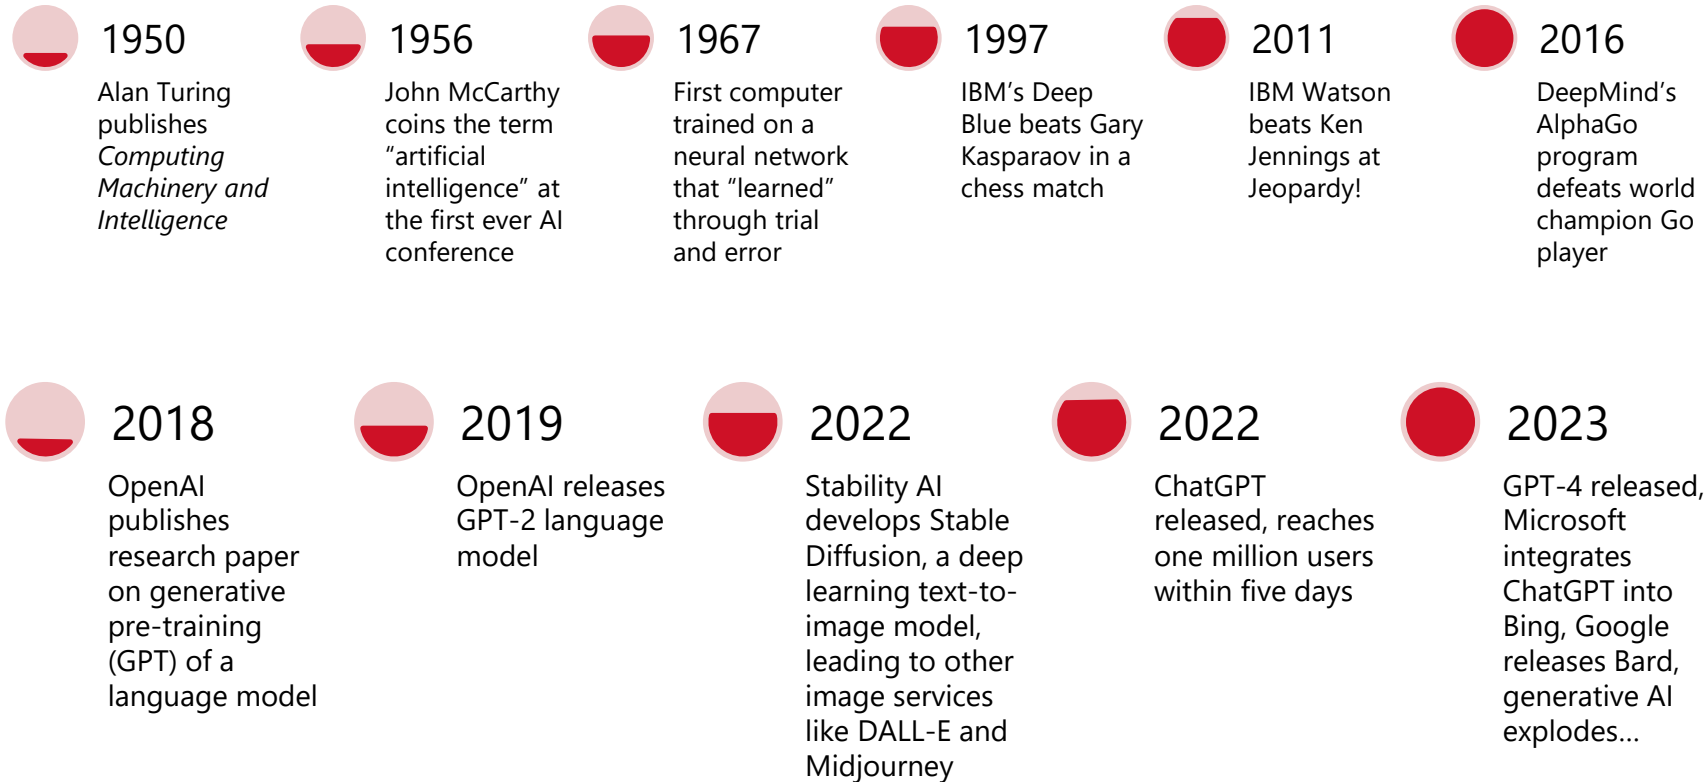 1950
Alan Turing
publishes
Computing
Machinery and
Intelligence
1956
John McCarthy
coins the term
“artificial
intelligence” at
the first ever AI
conference
1967
First computer
trained on a
neural network
that “learned”
through trial
and error
1997
IBM’s Deep
Blue beats Gary
Kasparaov in a
chess match
2011
IBM Watson
beats Ken
Jennings at
Jeopardy!
2016
DeepMind’s
AlphaGo
program
defeats world
champion Go
player
2018
OpenAI
publishes
research paper
on generative
pre-training
(GPT) of a
language model
2019
OpenAI releases
GPT-2 language
model
2022
Stability AI
develops Stable
Diffusion, a deep
learning text-to-
image model,
leading to other
image services
like DALL-E and
Midjourney
2022
ChatGPT
released, reaches
one million users
within five days
2023
GPT-4 released,
Microsoft
integrates
ChatGPT into
Bing, Google
releases Bard,
generative AI
explodes…